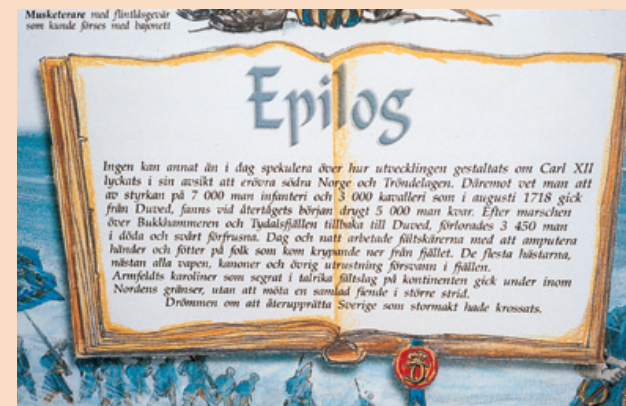 Musketerare med flintlåsgevär
som kunde förses med bajonett
Epilog
Ingen kan annat än i dag spekulera över hur utvecklingen gestaltats om Carl XII
lyckats i sin avsikt att erövra södra Norge och Tröndelagen. Däremot vet man att
av styrkan på 7 000 man infanteri och 3 000 kavalleri som i augusti 1718 gick
från Duved, fanns vid återtågets början drygt 5 000 man kvar. Efter marschen
över Bukkhammeren och Tydalsfjällen tillbaka till Duved, förlorades 3 450 man
i döda och svårt förfrusna. Dag och natt arbetade fältskärerna med att amputera
händer och fötter på folk som kom krypande ner från fjället. De flesta hästarna,
nästan alla vapen, kanoner och övrig utrustning försvann i fjällen.
Armfeldts karoliner som segrat i talrika fältslag på kontinenten gick under inom
Nordens gränser, utan att möta en samlad fiende i större strid.
Drömmen om att återupprätta Sverige som stormakt hade krossats.